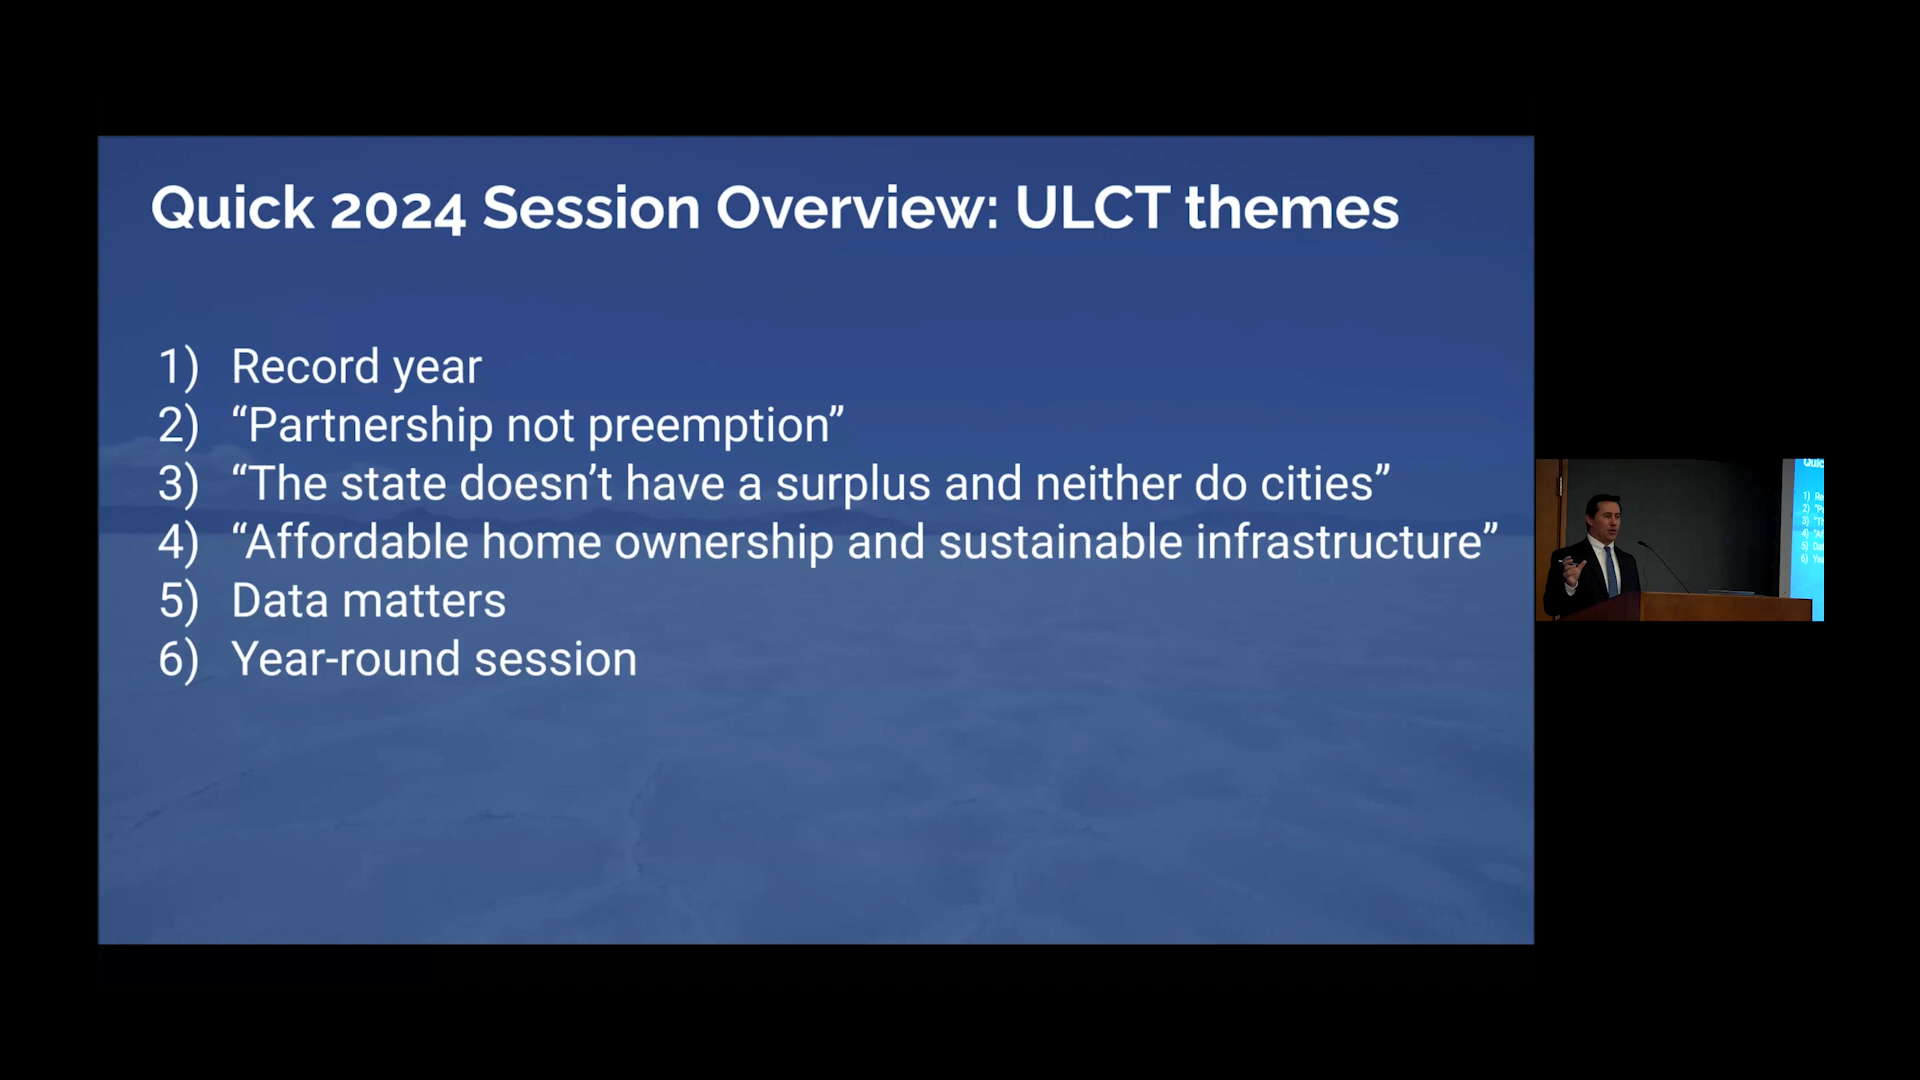 Quick 2024 Session Overview: ULCT themes
1) Record year
2) “Partnership not preemption”
3) “The state doesn’t have a surplus and neither do cities”
4) “Affordable home ownership and sustainable infrastructure”
5) Data matters
6) Year-round session